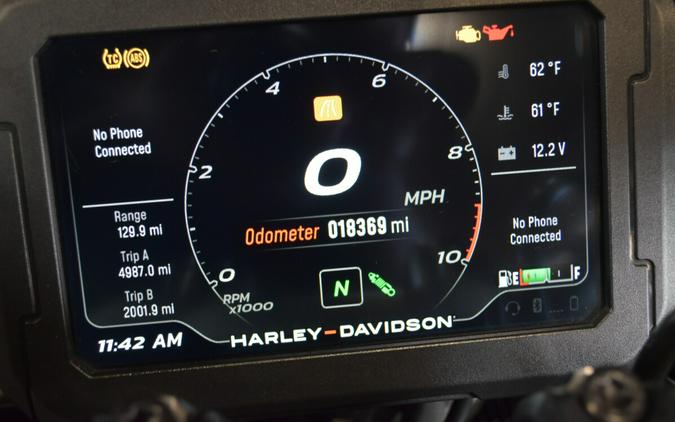 TC ABS
No Phone
Connected
Range
129.9 mi
Trip A
4987.0 mi
Trip B
2001.9 mi
11:42 AM
0
2
4
6
8
10
RPM
x1000
0
MPH
Odometer 018369 mi
N
HARLEY-DAVIDSON
62 °F
61 °F
12.2 V
No Phone
Connected
E F